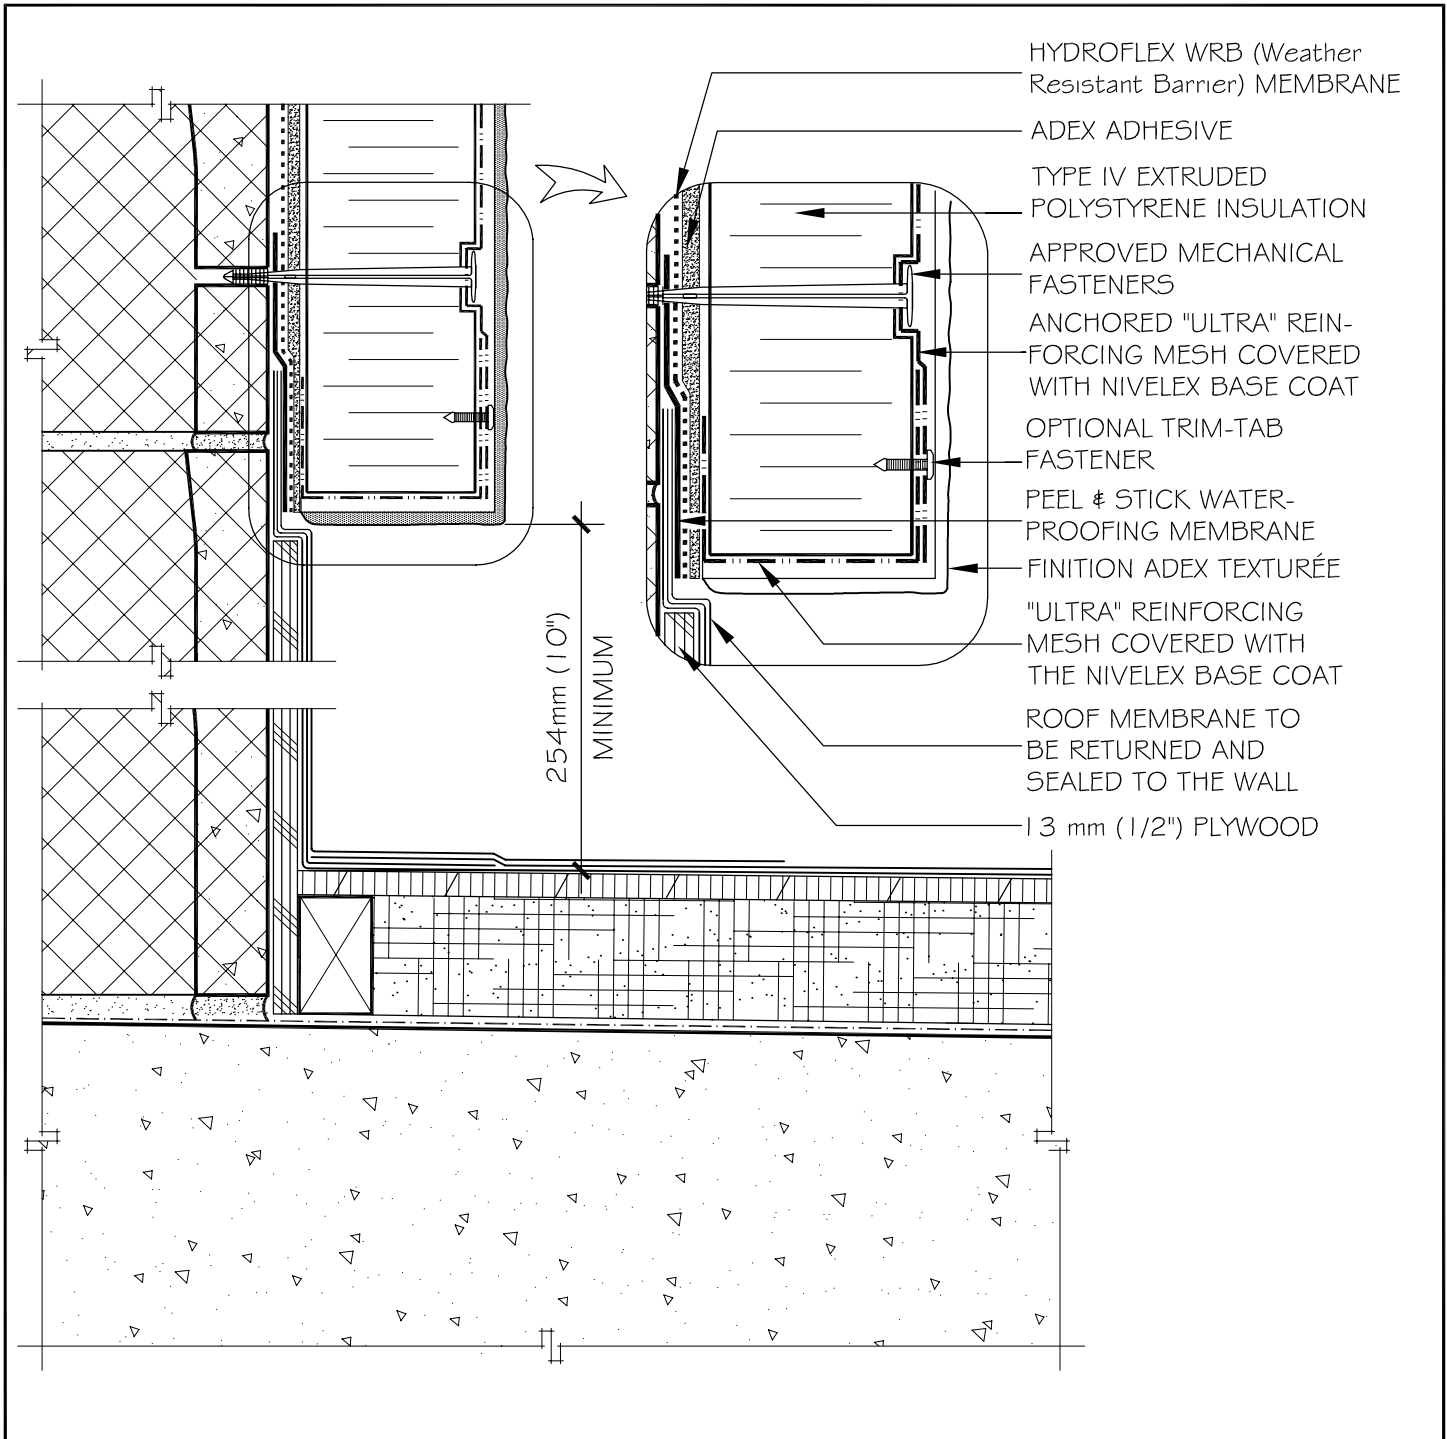 HYDROFLEX WRB (Weather
Resistant Barrier) MEMBRANE
ADEX ADHESIVE
TYPE IV EXTRUDED
POLYSTYRENE INSULATION
APPROVED MECHANICAL
FASTENERS
ANCHORED "ULTRA" REIN-
FORCING MESH COVERED
WITH NIVELEX BASE COAT
OPTIONAL TRIM-TAB
FASTENER
PEEL & STICK WATER-
PROOFING MEMBRANE
FINITION ADEX TEXTURÉE
"ULTRA" REINFORCING
MESH COVERED WITH
THE NIVELEX BASE COAT
ROOF MEMBRANE TO
BE RETURNED AND
SEALED TO THE WALL
13 mm (1/2") PLYWOOD
254mm (10")
MINIMUM